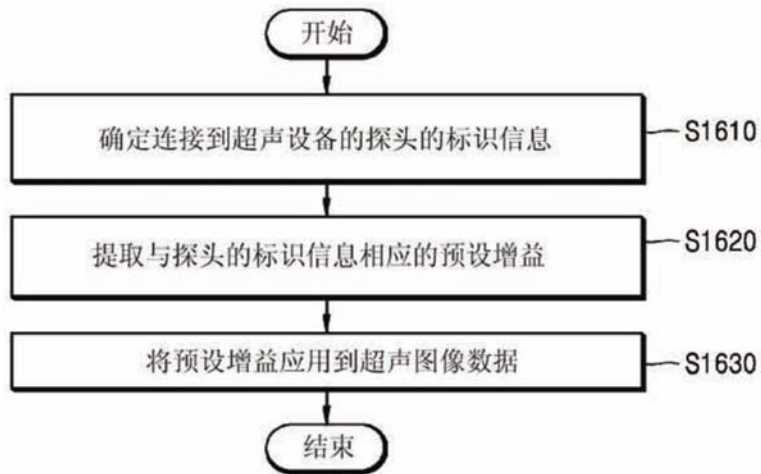 开始
确定连接到超声设备的探头的标识信息
S1610
提取与探头的标识信息相应的预设增益
S1620
将预设增益应用到超声图像数据
S1630
结束